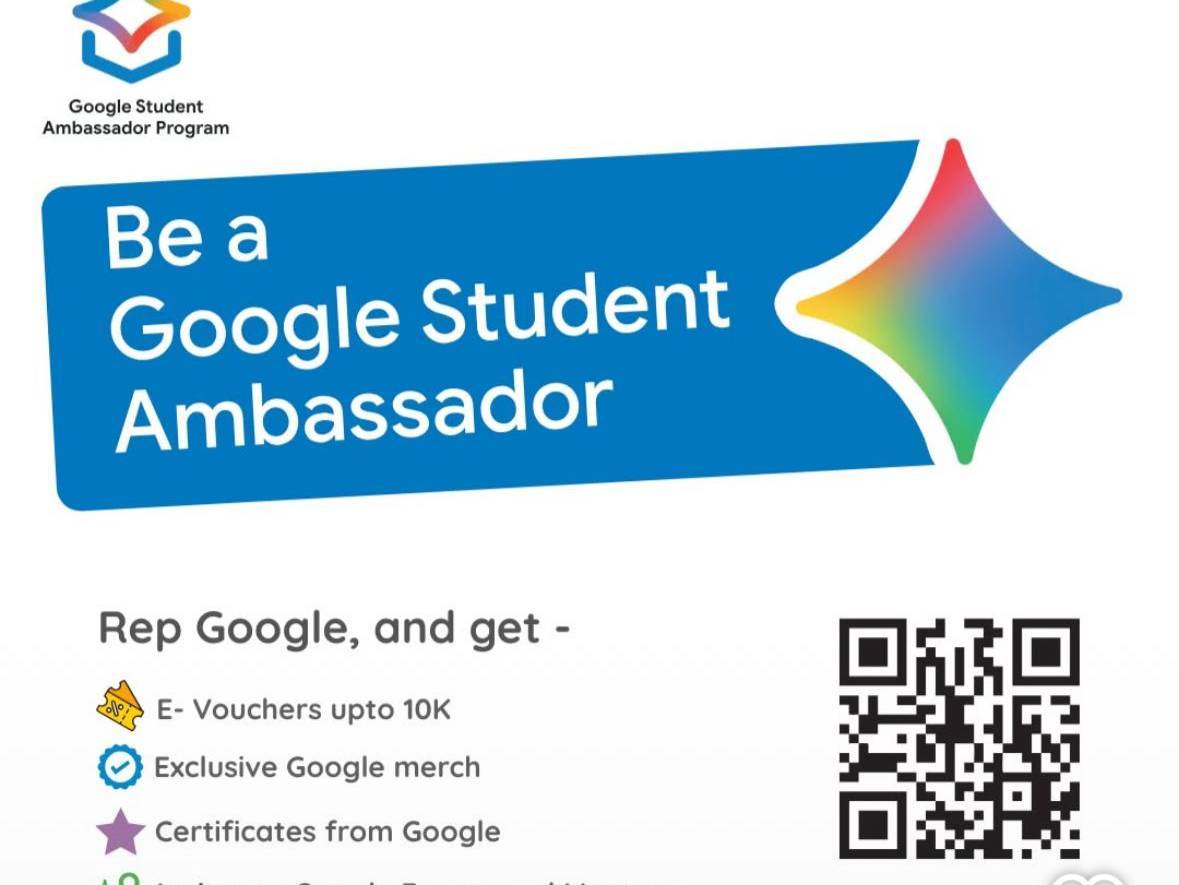 Google Student
Ambassador Program
Be a
Google Student
Ambassador
Rep Google, and get -
E- Vouchers upto 10K
Exclusive Google merch
Certificates from Google